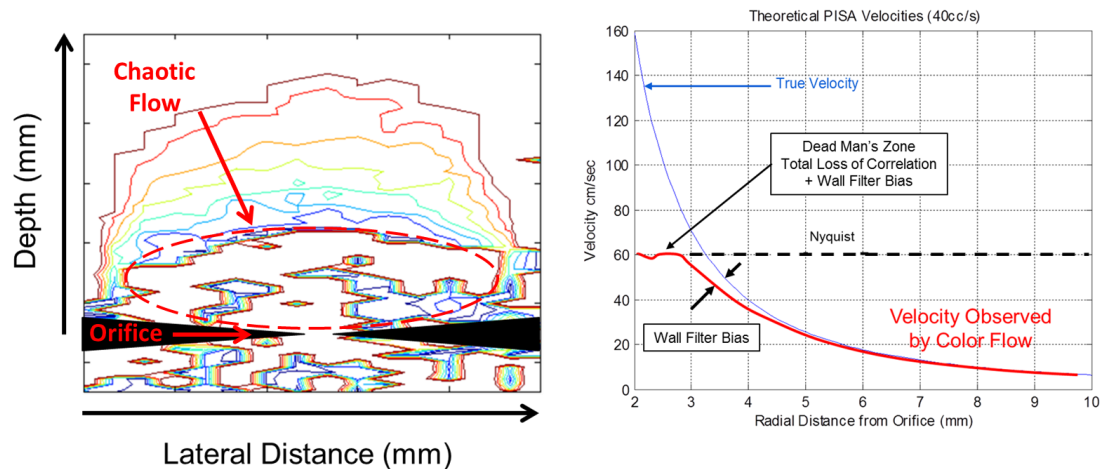 Chaotic
Flow
Orifice
Depth (mm)
Lateral Distance (mm)
Theoretical PISA Velocities (40cc/s)
160
140
120
100
80
60
40
20
0
Velocity cm/sec
True Velocity
Dead Man's Zone
Total Loss of Correlation
+ Wall Filter Bias
Nyquist
Wall Filter Bias
Velocity Observed
by Color Flow
2 3 4 5 6 7 8 9 10
Radial Distance from Orifice (mm)